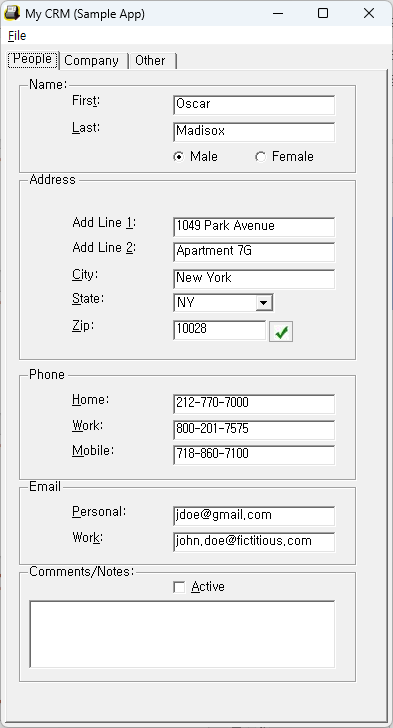 My CRM (Sample App)
File
People Company Other
Name:
First: Oscar
Last: Madisox
Male Female
Address
Add Line 1: 1049 Park Avenue
Add Line 2: Apartment 7G
City: New York
State: NY
Zip: 10028
Phone
Home: 212-770-7000
Work: 800-201-7575
Mobile: 718-860-7100
Email
Personal: jdoe@gmail.com
Work: john.doe@fictitious.com
Comments/Notes:
Active